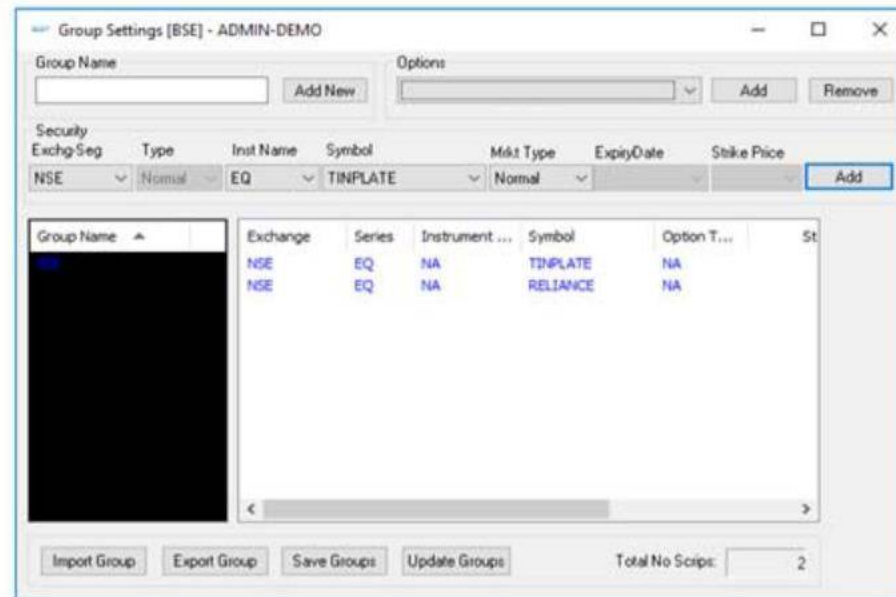 Group Settings [BSE] - ADMIN-DEMO
Group Name
Options
Add New
Add
Remove
Security
Exchg-Seg Type Inst Name Symbol Mrkt Type ExpiryDate Strike Price
NSE Normal EQ TINPLATE Normal Add
Group Name
Exchange Series Instrument ... Symbol Option T... St
NSE EQ NA TINPLATE NA
NSE EQ NA RELIANCE NA
Import Group Export Group Save Groups Update Groups Total No Scrips: 2